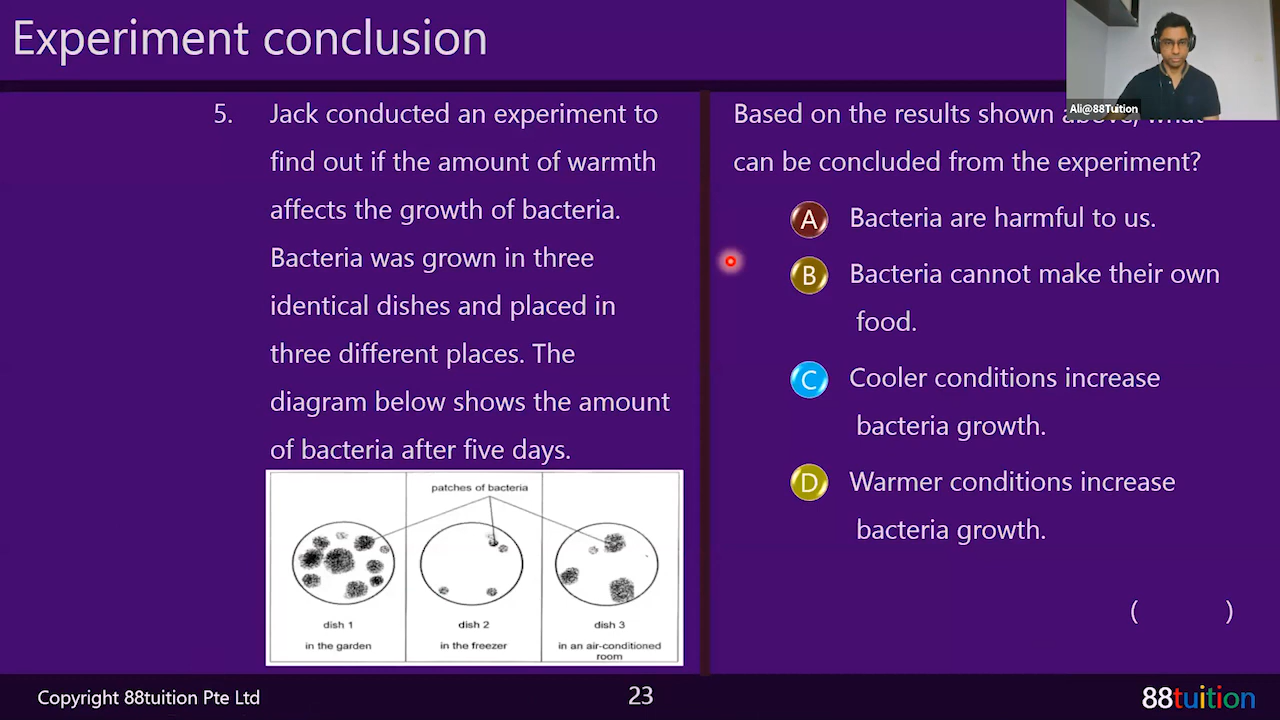 Experiment conclusion
Ali@88Tuition
5. Jack conducted an experiment to
find out if the amount of warmth
affects the growth of bacteria.
Bacteria was grown in three
identical dishes and placed in
three different places. The
diagram below shows the amount
of bacteria after five days.
patches of bacteria
dish 1
in the garden
dish 2
in the freezer
dish 3
in an air-conditioned
room
Based on the results shown above, what
can be concluded from the experiment?
A Bacteria are harmful to us.
B Bacteria cannot make their own
food.
C Cooler conditions increase
bacteria growth.
D Warmer conditions increase
bacteria growth.
( )
Copyright 88tuition Pte Ltd
23
88tuition